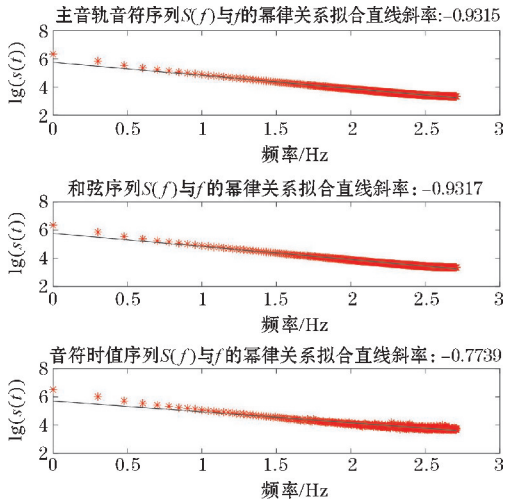 主音轨音符序列S(f)与f的幂律关系拟合直线斜率:-0.9315
8
6
4
2
lg(s(t))
0 0.5 1 1.5 2 2.5 3
频率/Hz
和弦序列S(f)与f的幂律关系拟合直线斜率: -0.9317
8
6
4
2
lg(s(t))
0 0.5 1 1.5 2 2.5 3
频率/Hz
音符时值序列S(f)与f的幂律关系拟合直线斜率: -0.7739
8
6
4
2
lg(s(t))
0 0.5 1 1.5 2 2.5 3
频率/Hz